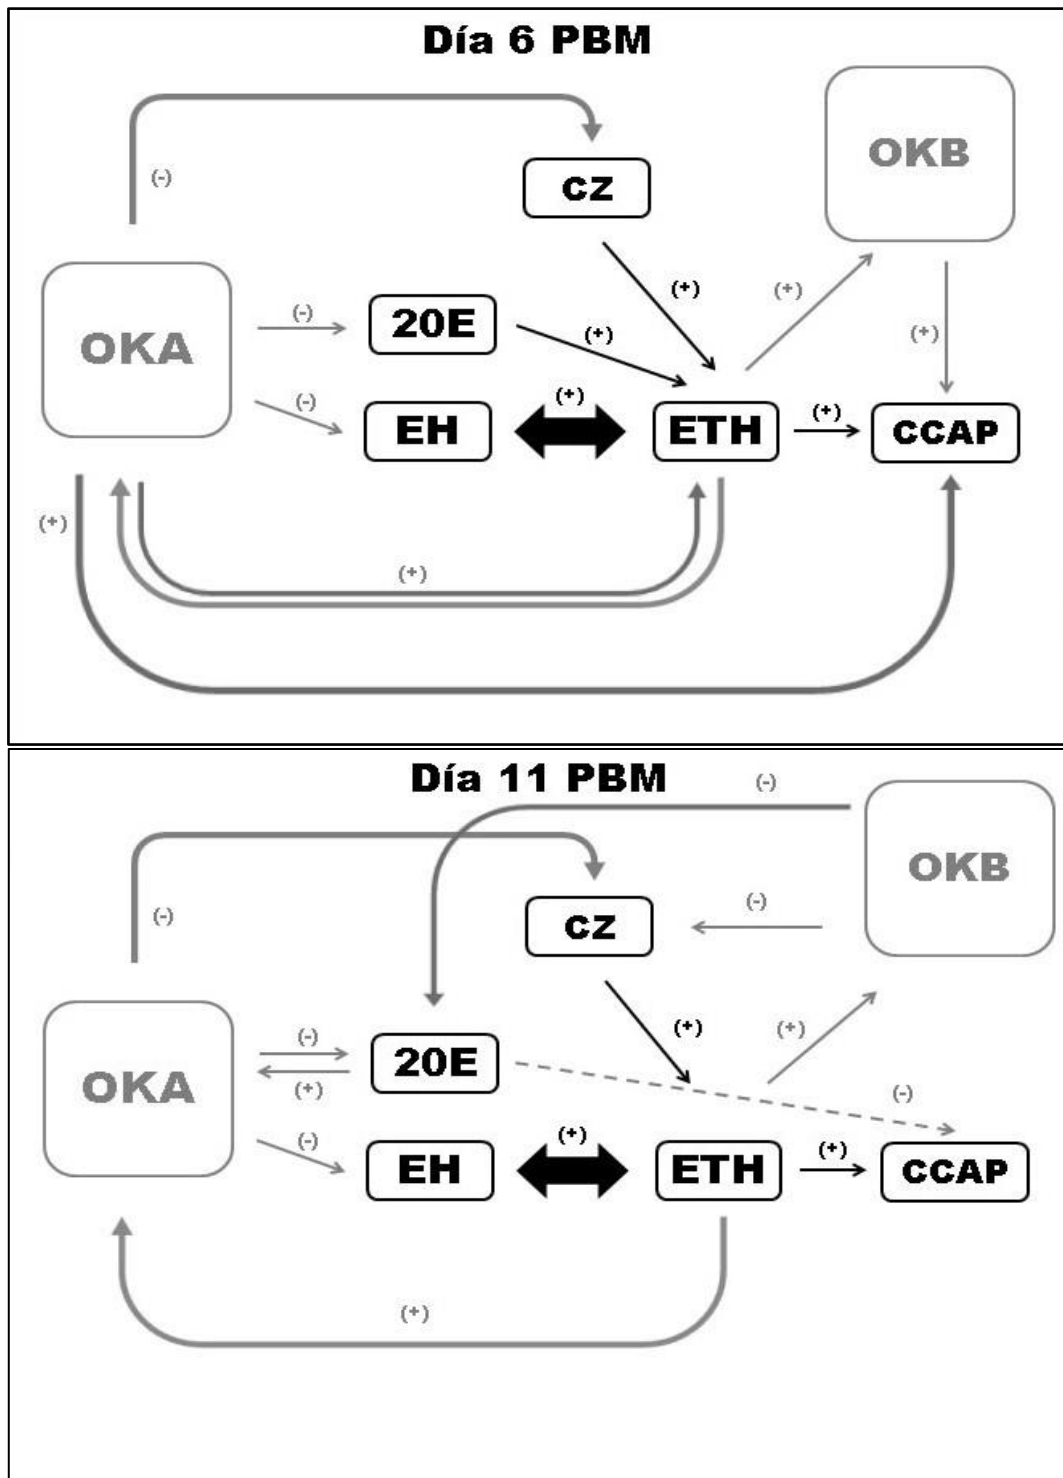 Día 6 PBM
OKB
(-)
CZ
(+)
(+)
(-)
20E
(+)
(+)
OKA
(-)
EH
(+)
ETH
(+)
CCAP
(+)
(+)
Día 11 PBM
(-)
OKB
(-)
CZ
(-)
(-)
20E
(+)
(+)
OKA
(+)
(-)
(-)
EH
(+)
ETH
(+)
CCAP
(+)